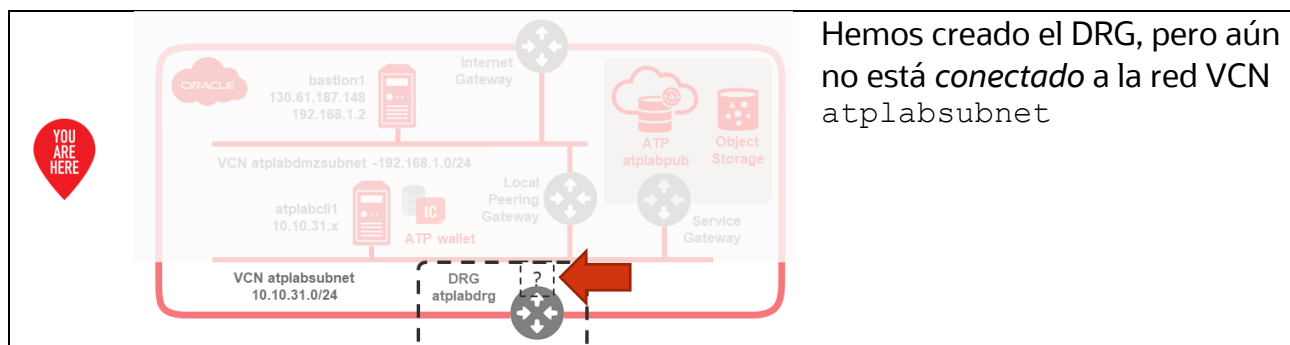 YOU
ARE
HERE
ORACLE
bastion1
130.61.187.148
192.168.1.2
Internet
Gateway
ATP
atplabpub
Object
Storage
VCN atplabdmzsubnet -192.168.1.0/24
Local
Peering
Gateway
atplabcli1
10.10.31.x
IC
ATP wallet
Service
Gateway
VCN atplabsubnet
10.10.31.0/24
DRG
atplabdrg
?
Hemos creado el DRG, pero aún
no está conectado a la red VCN
atplabsubnet